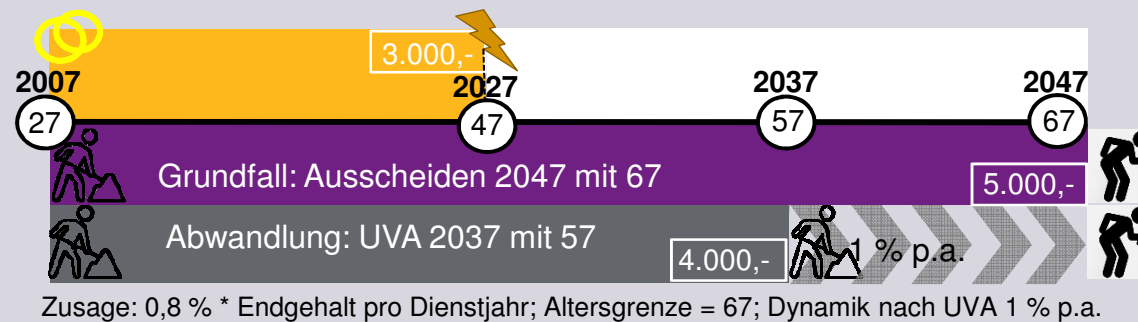 3.000,-
2007 2027 2037 2047
27 47 57 67
Grundfall: Ausscheiden 2047 mit 67 5.000,-
Abwandlung: UVA 2037 mit 57 4.000,- 1 % p.a.
Zusage: 0,8 % * Endgehalt pro Dienstjahr; Altersgrenze = 67; Dynamik nach UVA 1 % p.a.